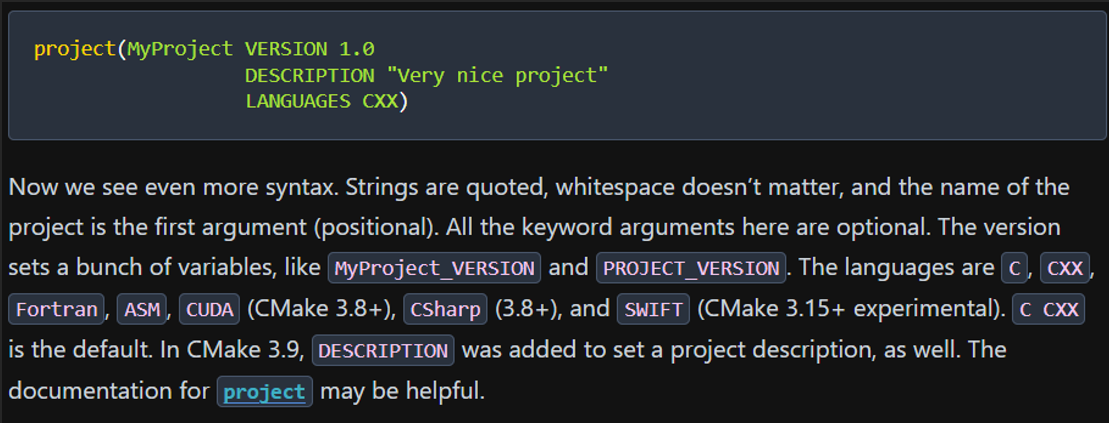 project(MyProject VERSION 1.0
DESCRIPTION "Very nice project"
LANGUAGES CXX)
Now we see even more syntax. Strings are quoted, whitespace doesn’t matter, and the name of the
project is the first argument (positional). All the keyword arguments here are optional. The version
sets a bunch of variables, like MyProject_VERSION and PROJECT_VERSION. The languages are C, CXX,
Fortran, ASM, CUDA (CMake 3.8+), CSharp (3.8+), and SWIFT (CMake 3.15+ experimental). C CXX
is the default. In CMake 3.9, DESCRIPTION was added to set a project description, as well. The
documentation for project may be helpful.